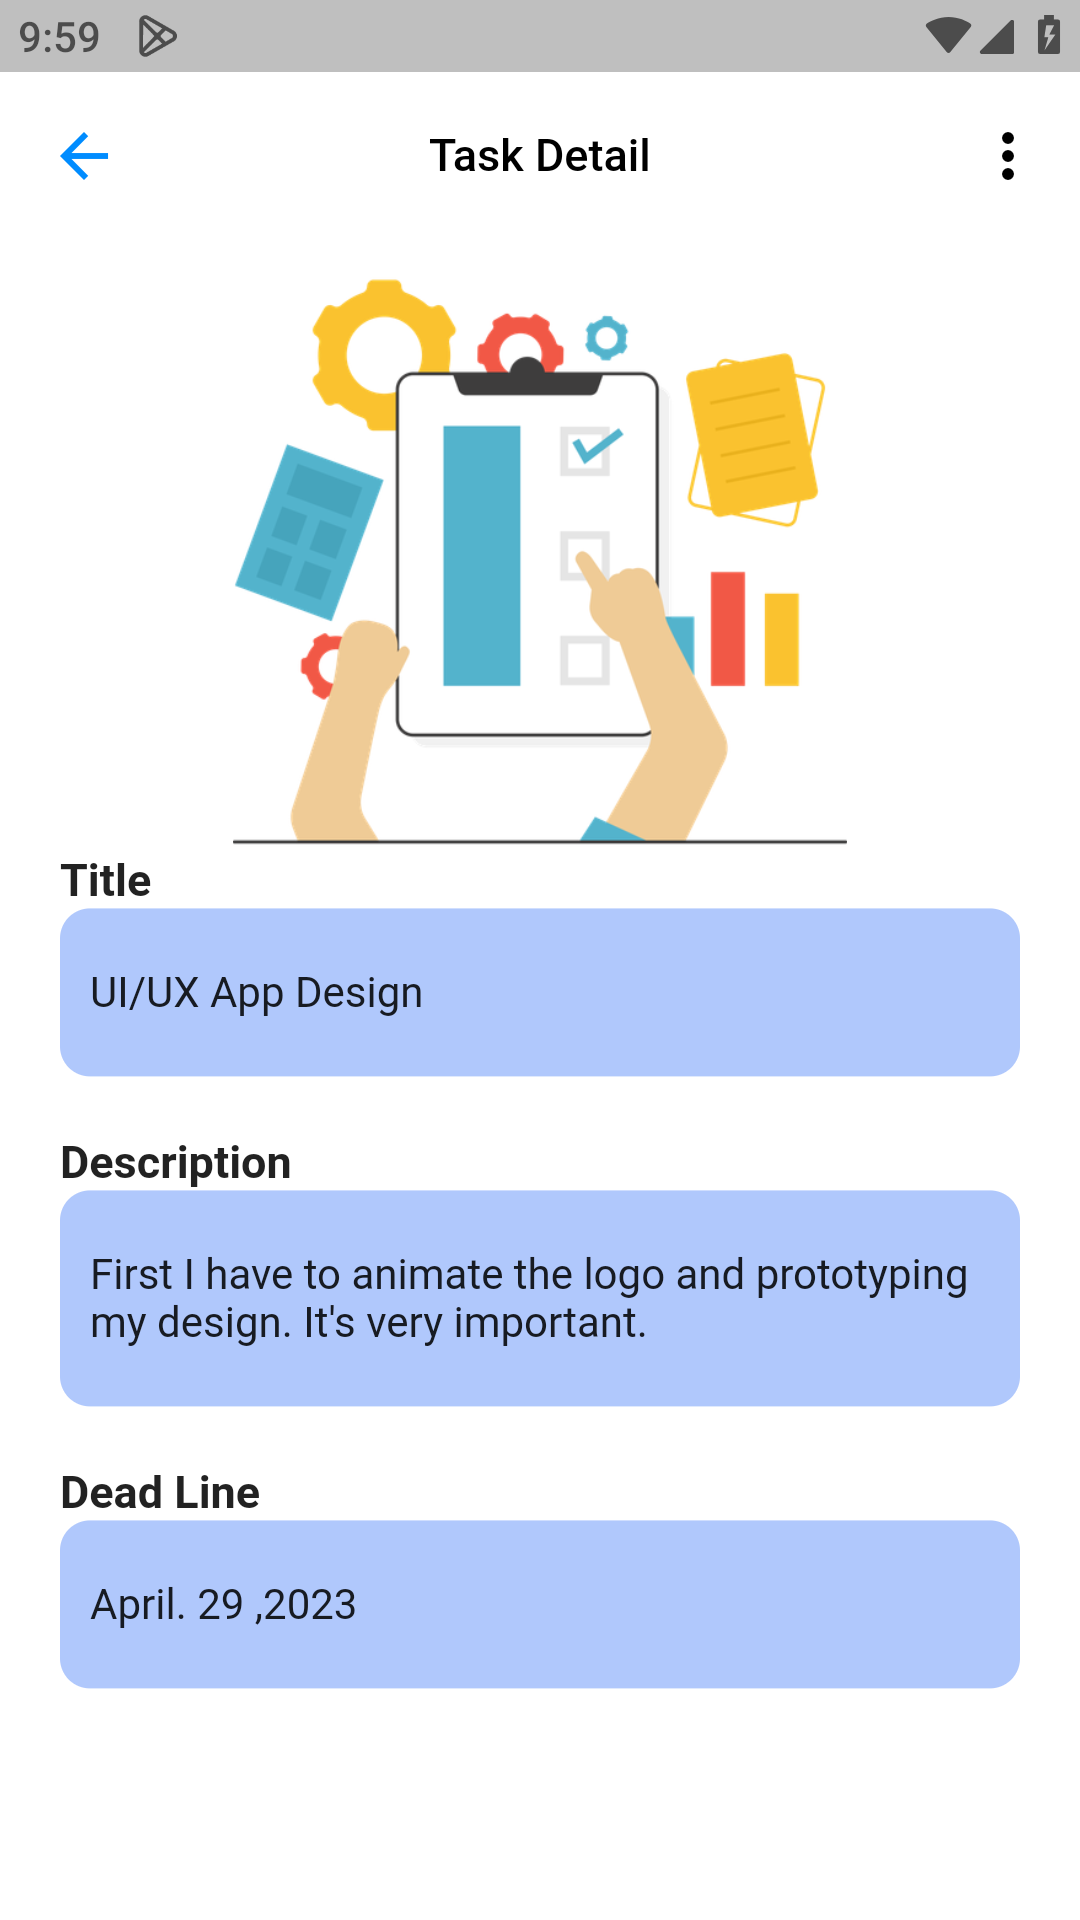 9:59
Task Detail
Title
UI/UX App Design
Description
First I have to animate the logo and prototyping
my design. It's very important.
Dead Line
April. 29 ,2023